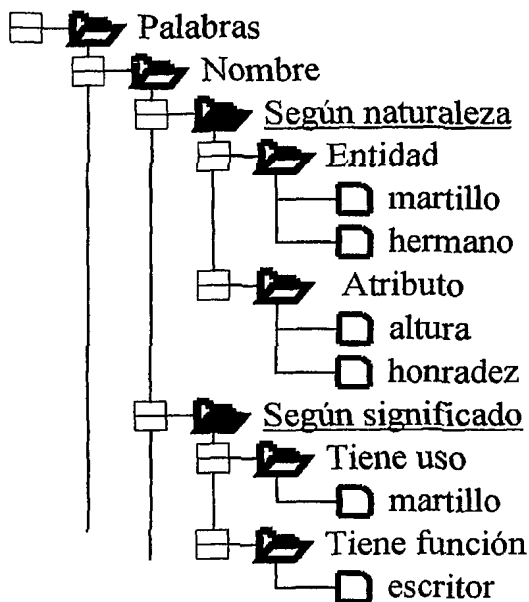 Palabras
Nombre
Según naturaleza
Entidad
martillo
hermano
Atributo
altura
honradez
Según significado
Tiene uso
martillo
Tiene función
escritor